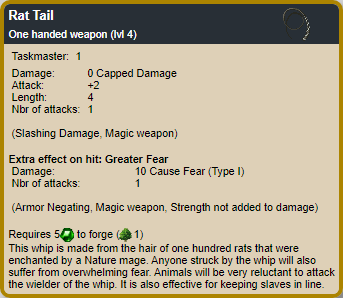 Rat Tail
One handed weapon (lvl 4)
Taskmaster: 1
Damage: 0 Capped Damage
Attack: +2
Length: 4
Nbr of attacks: 1
(Slashing Damage, Magic weapon)
Extra effect on hit: Greater Fear
Damage: 10 Cause Fear (Type I)
Nbr of attacks: 1
(Armor Negating, Magic weapon, Strength not added to damage)
Requires 5 to forge ( 1)
This whip is made from the hair of one hundred rats that were
enchanted by a Nature mage. Anyone struck by the whip will also
suffer from overwhelming fear. Animals will be very reluctant to attack
the wielder of the whip. It is also effective for keeping slaves in line.